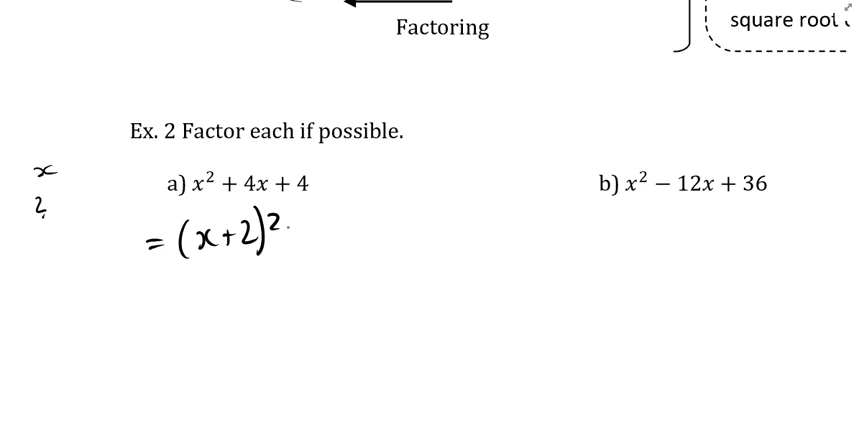 Factoring
square root
Ex. 2 Factor each if possible.
x
2
a) x² + 4x + 4
= (x+2)²
b) x² − 12x + 36